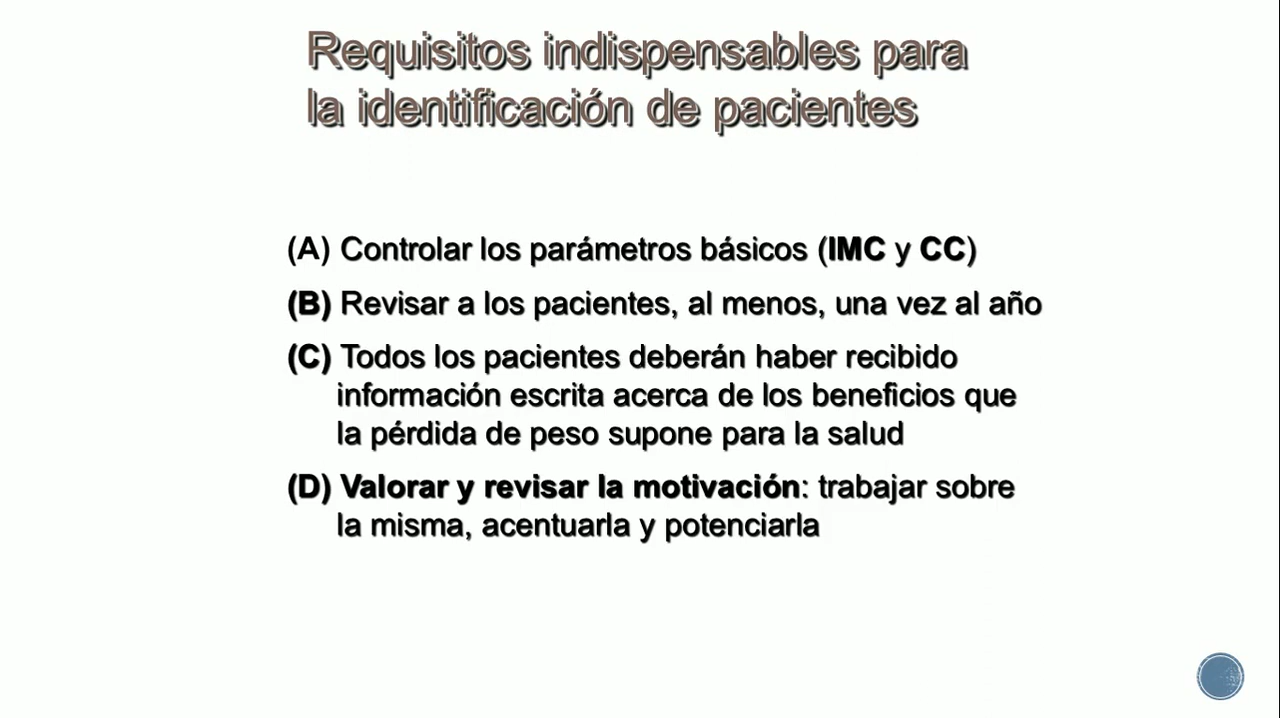 Requisitos indispensables para
la identificación de pacientes
(A) Controlar los parámetros básicos (IMC y CC)
(B) Revisar a los pacientes, al menos, una vez al año
(C) Todos los pacientes deberán haber recibido
información escrita acerca de los beneficios que
la pérdida de peso supone para la salud
(D) Valorar y revisar la motivación: trabajar sobre
la misma, acentuarla y potenciarla